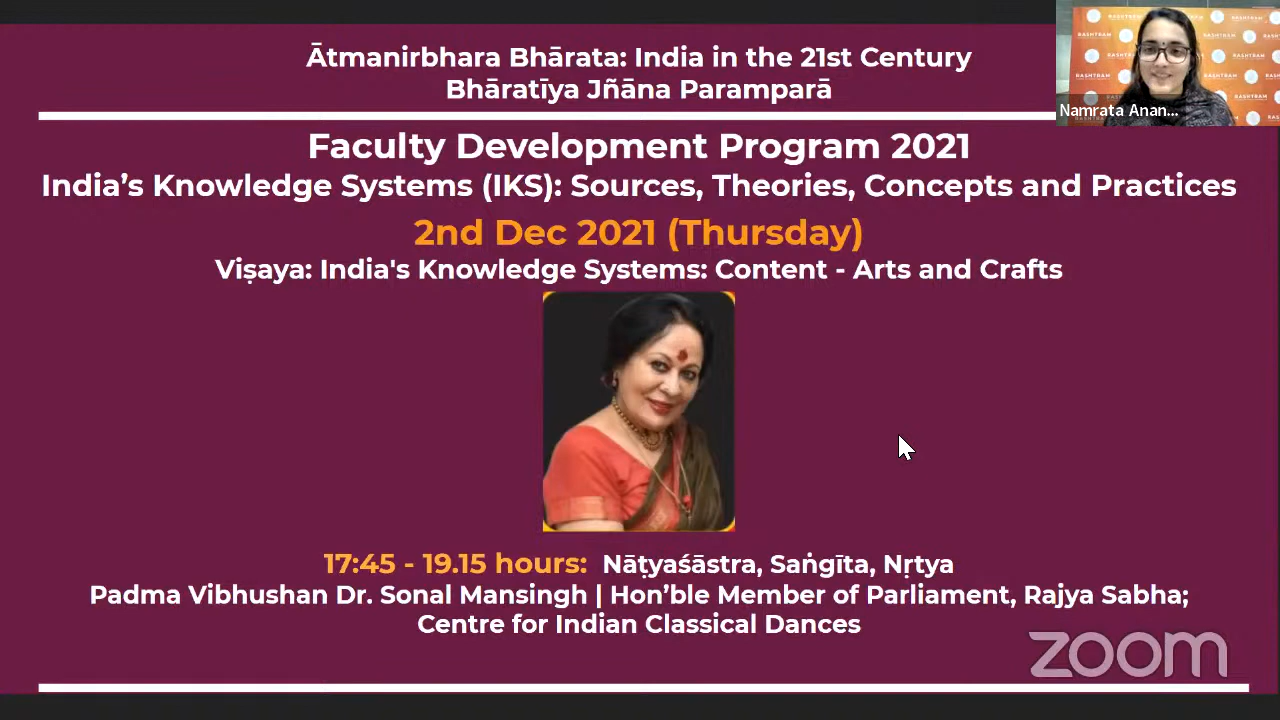 Ātmanirbhara Bhārata: India in the 21st Century
Bhāratīya Jñāna Paramparā
RASHTRAM
Namrata Anan...
Faculty Development Program 2021
India’s Knowledge Systems (IKS): Sources, Theories, Concepts and Practices
2nd Dec 2021 (Thursday)
Viṣaya: India's Knowledge Systems: Content - Arts and Crafts
17:45 - 19.15 hours: Nāṭyaśāstra, Saṅgīta, Nṛtya
Padma Vibhushan Dr. Sonal Mansingh | Hon’ble Member of Parliament, Rajya Sabha;
Centre for Indian Classical Dances
zoom